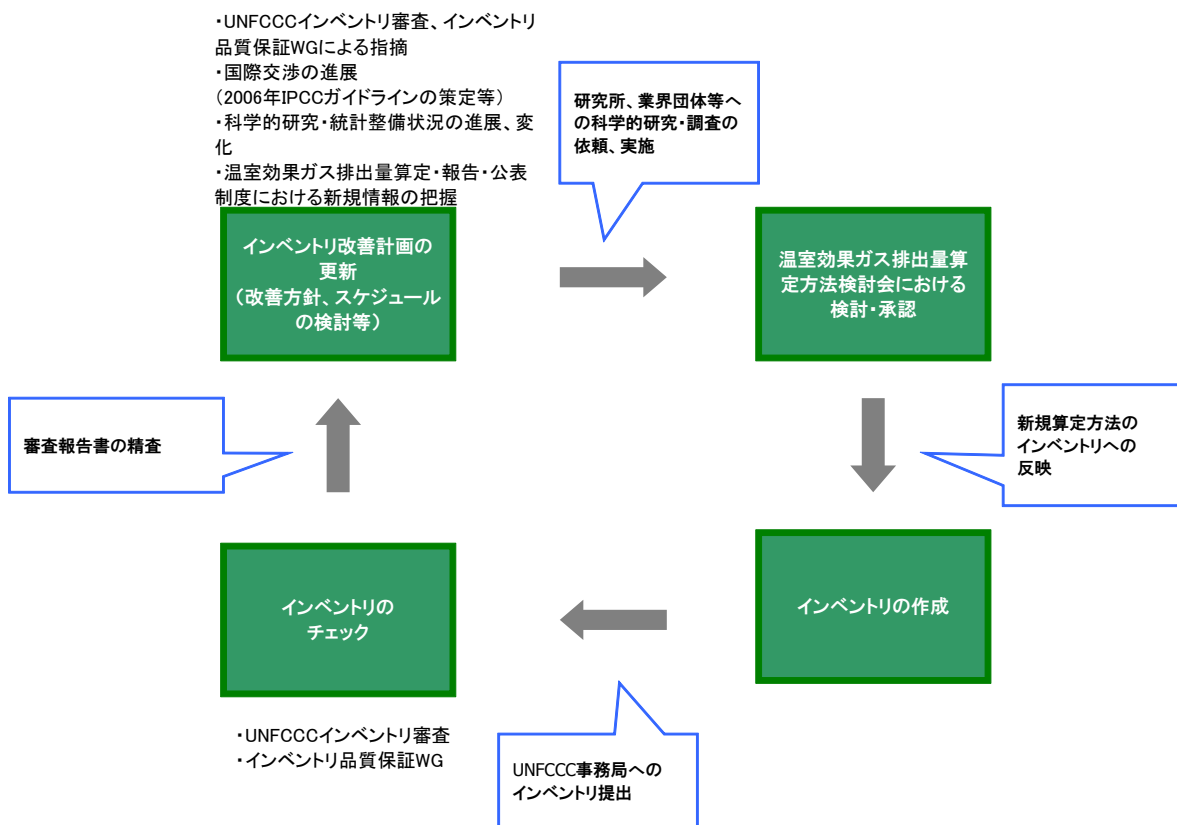 ・UNFCCCインベントリ審査、インベントリ
品質保証WGによる指摘
・国際交渉の進展
（2006年IPCCガイドラインの策定等）
・科学的研究・統計整備状況の進展、変
化
・温室効果ガス排出量算定・報告・公表
制度における新規情報の把握
研究所、業界団体等へ
の科学的研究・調査の
依頼、実施
インベントリ改善計画の
更新
（改善方針、スケジュール
の検討等）
温室効果ガス排出量算
定方法検討会における
検討・承認
審査報告書の精査
新規算定方法の
インベントリへの
反映
インベントリの
チェック
インベントリの作成
・UNFCCCインベントリ審査
・インベントリ品質保証WG
UNFCCC事務局への
インベントリ提出